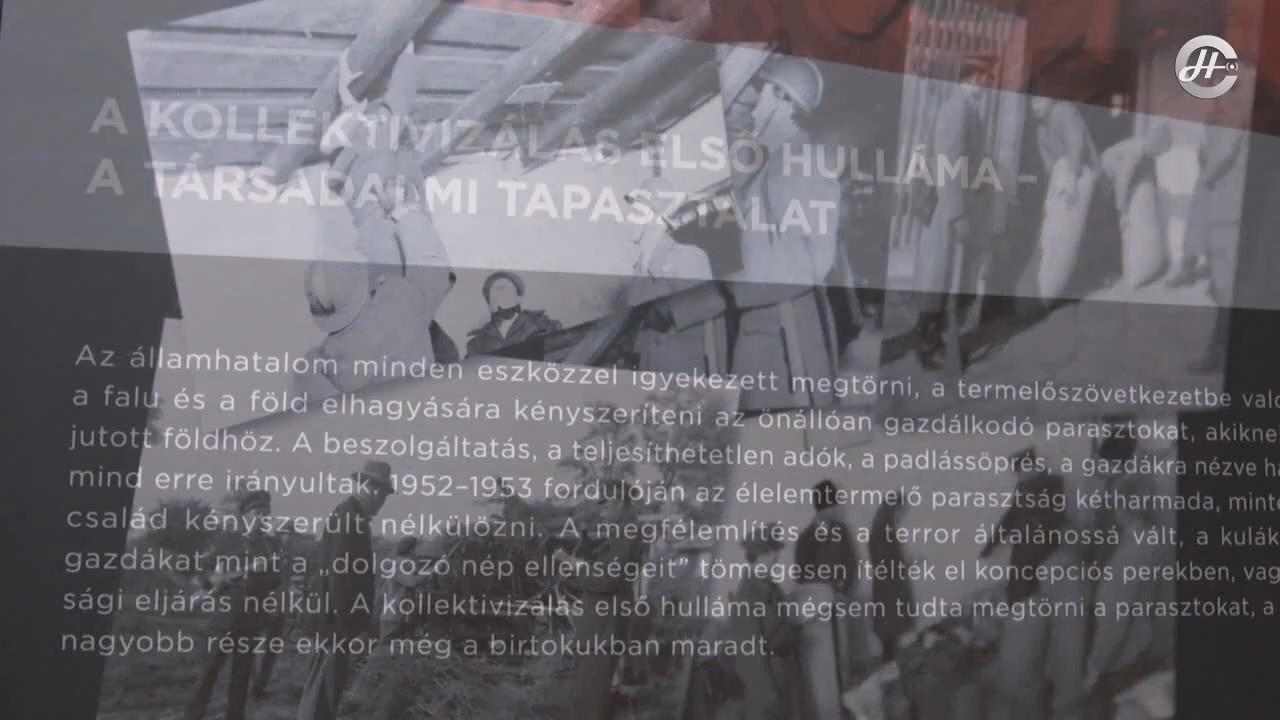 A KOLLEKTIVIZÁLÁS ELSŐ HULLÁMA –
A TÁRSADALMI TAPASZTALAT
Az államhatalom minden eszközzel igyekezett megtörni, a termelőszövetkezetbe
a falu és a föld elhagyására kényszeríteni az önállóan gazdálkodó parasztokat,
jutott földhöz. A beszolgáltatás, a teljesíthetetlen adók, a padlássöprés, a gazdákra nézve
mind erre irányultak. 1952–1953 fordulóján az élelemtermelő parasztság kétharmada,
család kényszerült nélkülözni. A megfélemlítés és a terror általánossá vált, a
gazdákat mint a „dolgozó nép ellenségeit” tömegesen ítélték el koncepciós perekben,
sági eljárás nélkül. A kollektivizálás első hulláma mégsem tudta megtörni a parasztokat, a
nagyobb része ekkor még a birtokukban maradt.